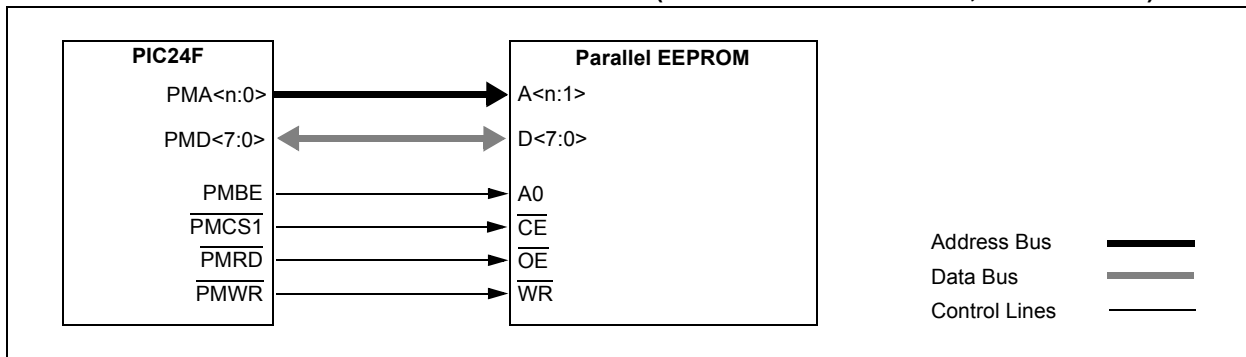 PIC24F
Parallel EEPROM
PMA<n:0>
A<n:1>
PMD<7:0>
D<7:0>
PMBE
A0
PMCS1
CE
PMRD
OE
PMWR
WR
Address Bus
Data Bus
Control Lines